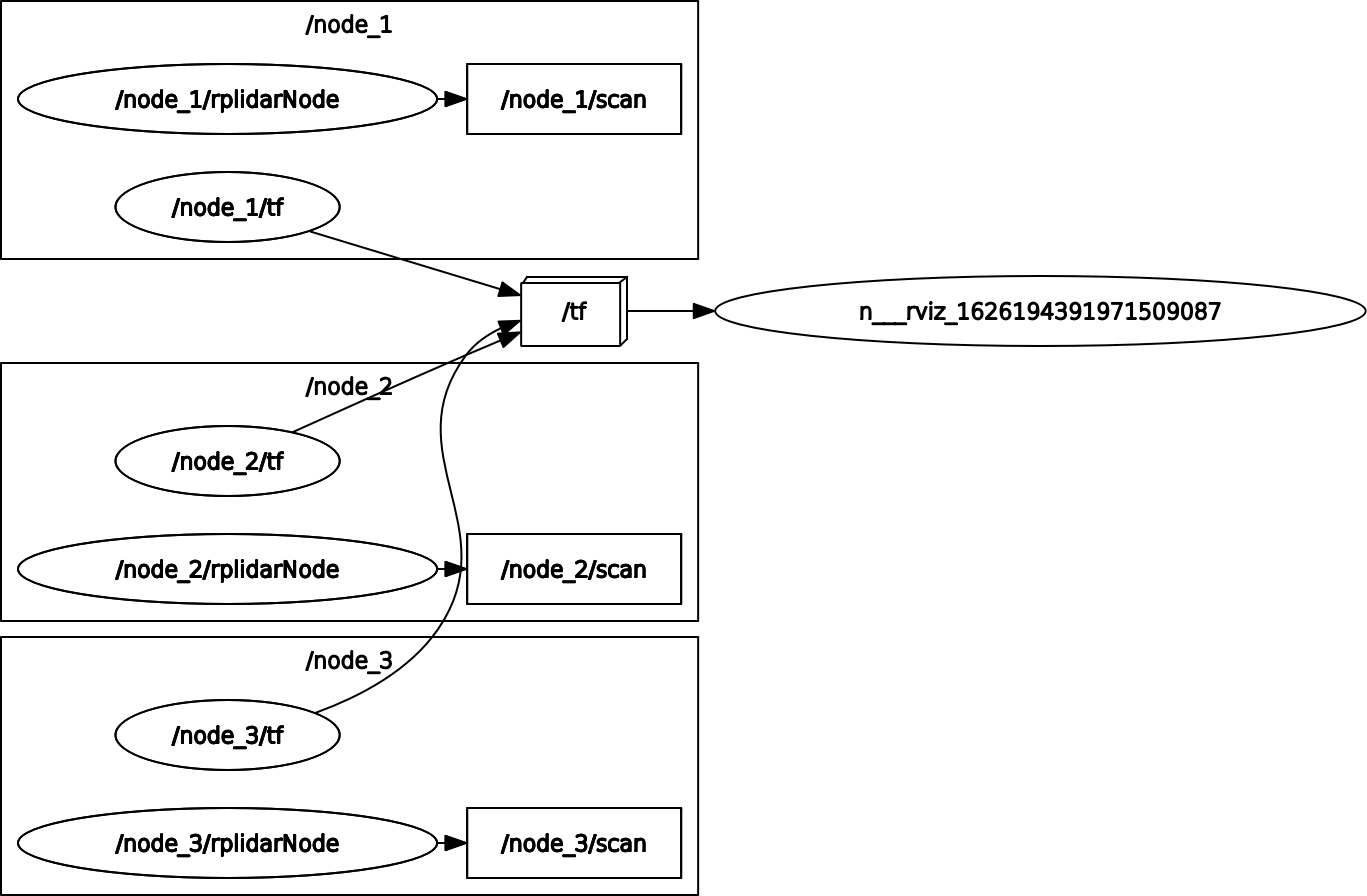 /node_1
/node_1/rplidarNode
/node_1/scan
/node_1/tf
/tf
n___rviz_1626194391971509087
/node_2
/node_2/tf
/node_2/rplidarNode
/node_2/scan
/node_3
/node_3/tf
/node_3/rplidarNode
/node_3/scan